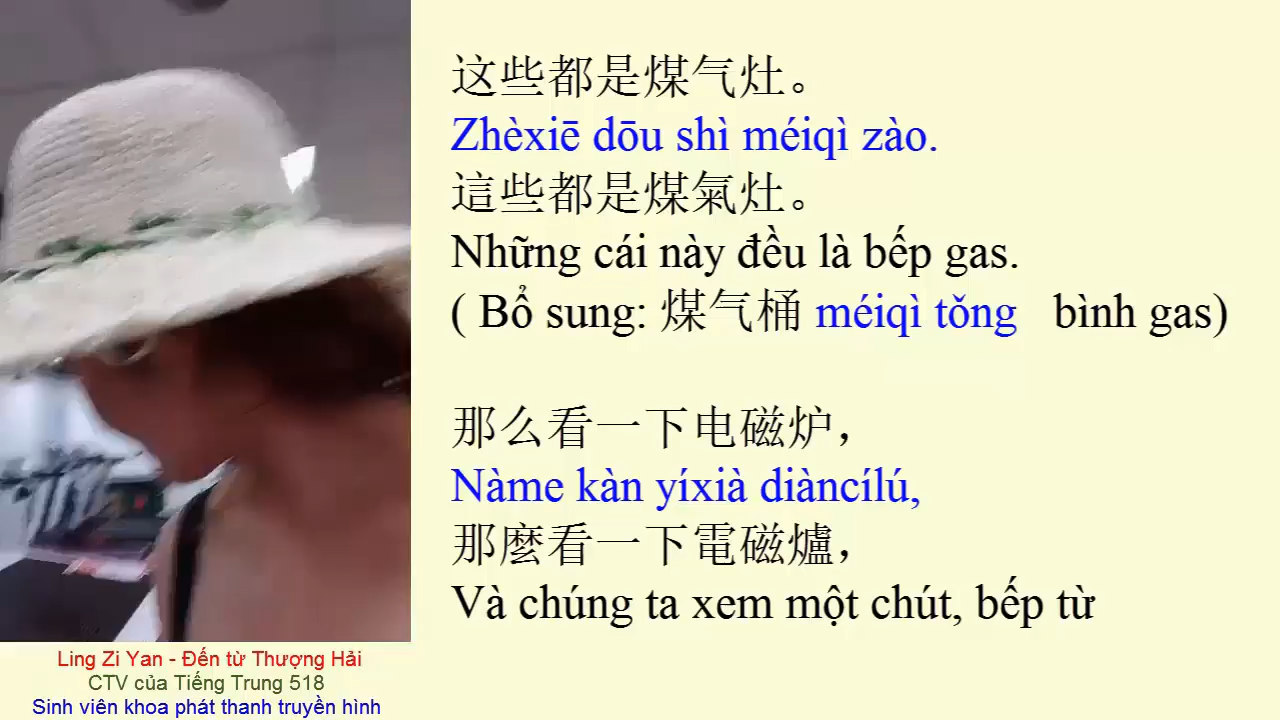 这些都是煤气灶。
Zhèxiē dōu shì méiqì zào.
這些都是煤氣灶。
Những cái này đều là bếp gas.
( Bổ sung: 煤气桶 méiqì tǒng bình gas)
那么看一下电磁炉，
Nàme kàn yíxià diàncílú,
那麼看一下電磁爐，
Và chúng ta xem một chút, bếp từ
Ling Zi Yan - Đến từ Thượng Hải
CTV của Tiếng Trung 518
Sinh viên khoa phát thanh truyền hình